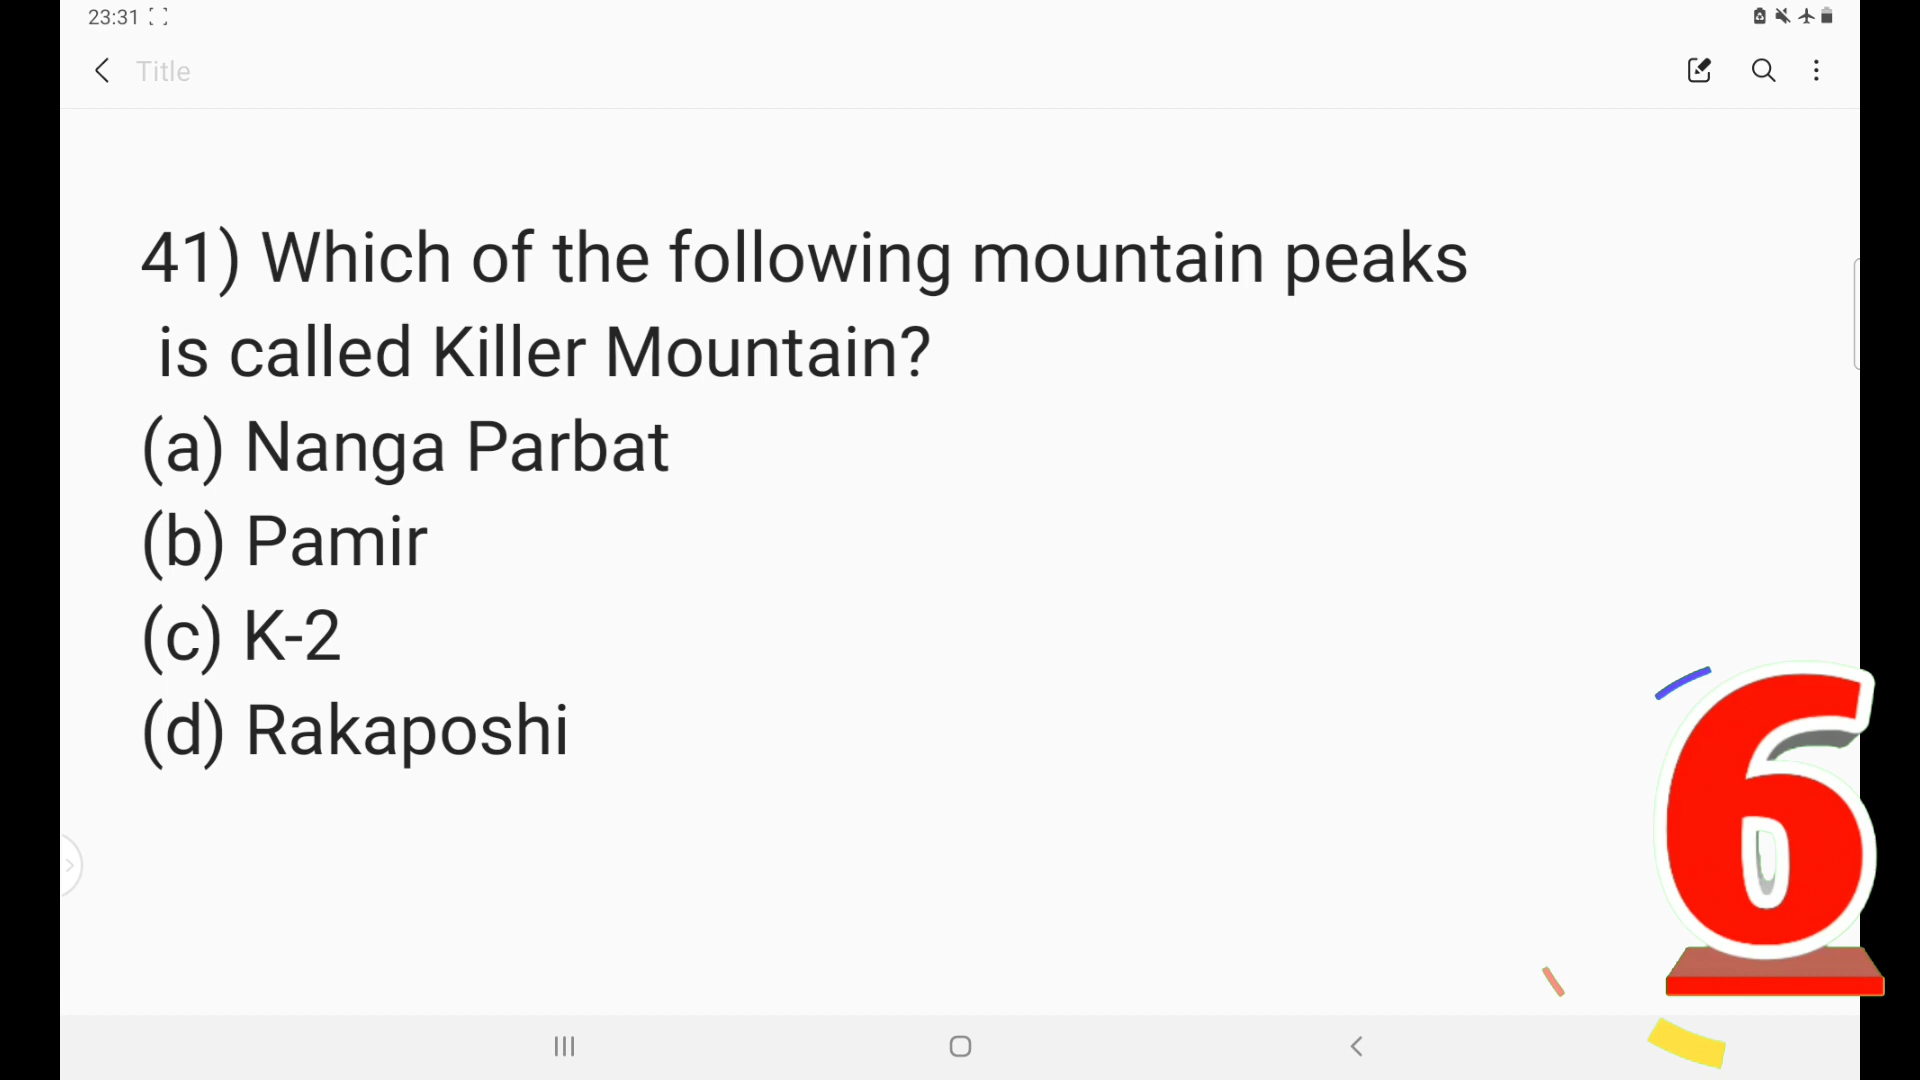 23:31
Title
41) Which of the following mountain peaks
is called Killer Mountain?
(a) Nanga Parbat
(b) Pamir
(c) K-2
(d) Rakaposhi
6